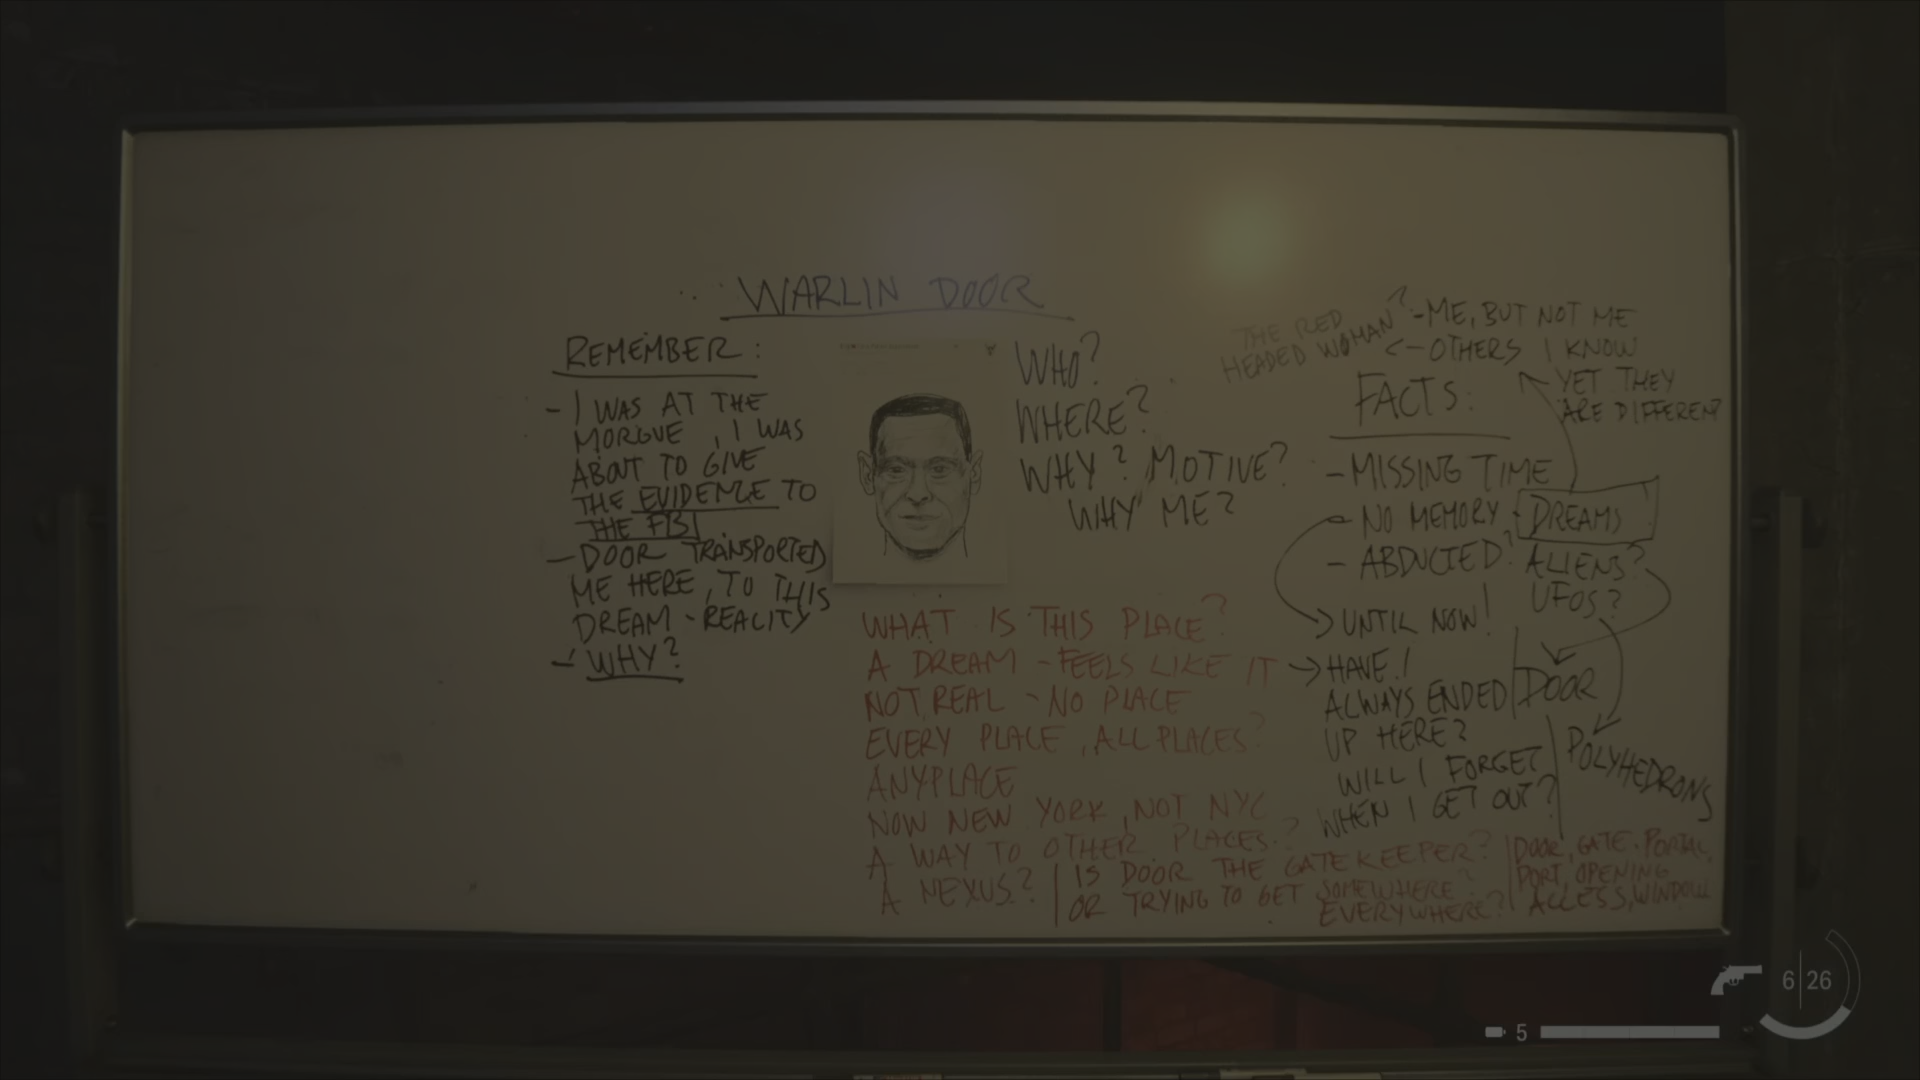 WARLIN DOOR
REMEMBER:
- I WAS AT THE
MORGUE, I WAS
ABOUT TO GIVE
THE EVIDENCE TO
THE FBI
- DOOR TRANSPORTED
ME HERE, TO THIS
DREAM - REALITY
- WHY?
WHO?
WHERE?
WHY? MOTIVE?
WHY ME?
THE RED
HEADED WOMAN?
- ME, BUT NOT ME
<- OTHERS I KNOW
YET THEY
ARE DIFFERENT
FACTS:
- MISSING TIME
- NO MEMORY - DREAMS
- ABDUCTED? ALIENS?
UFOS?
UNTIL NOW!
HAVE I
ALWAYS ENDED
UP HERE?
WILL I FORGET
WHEN I GET OUT?
DOOR
POLYHEDRONS
WHAT IS THIS PLACE?
A DREAM - FEELS LIKE IT
NOT REAL - NO PLACE
EVERY PLACE, ALL PLACES?
ANYPLACE
NOW NEW YORK, NOT NYC
A WAY TO OTHER PLACES?
A NEXUS?
IS DOOR THE GATEKEEPER?
OR TRYING TO GET SOMEWHERE?
EVERYWHERE?
DOOR, GATE, PORTAL,
PORT, OPENING
ACCESS, WINDOW
6 26
5